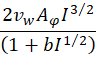 2v_w A_φ I^{3/2}
(1 + bI^{1/2})